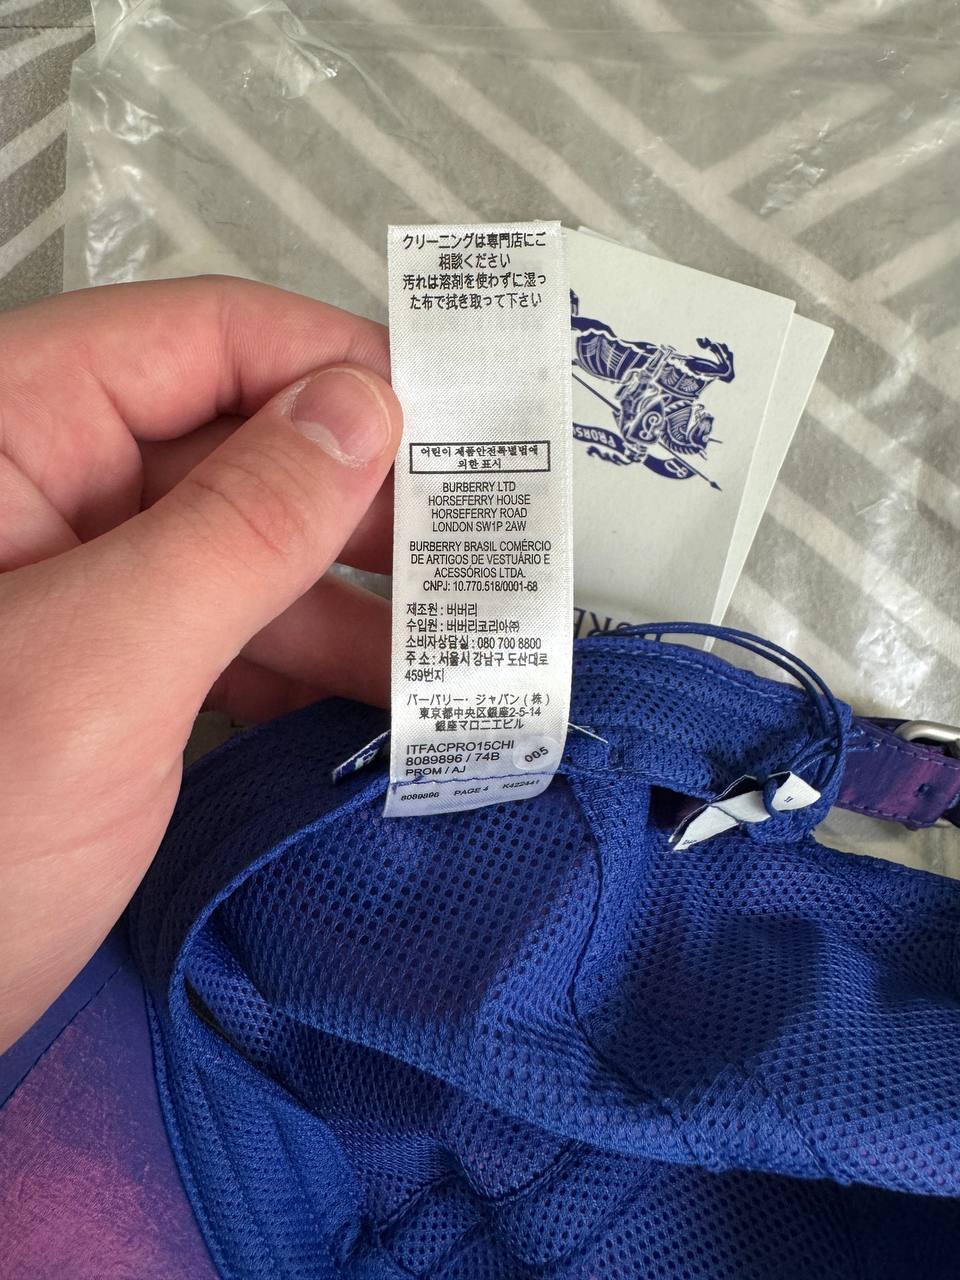 クリーニングは専門店にご
相談ください
汚れは溶剤を使わずに湿っ
た布で拭き取って下さい
어린이 제품안전특별법에
의한 표시
BURBERRY LTD
HORSEFERRY HOUSE
HORSEFERRY ROAD
LONDON SW1P 2AW
BURBERRY BRASIL COMÉRCIO
DE ARTIGOS DE VESTUÁRIO E
ACESSÓRIOS LTDA.
CNPJ: 10.770.518/0001-68
제조원 : 버버리
수입원 : 버버리코리아㈜
소비자상담실 : 080 700 8800
주 소 : 서울시 강남구 도산대로
459번지
バーバリー・ジャパン(株)
東京都中央区銀座2-5-14
銀座マロニエビル
ITFACPRO15CHI
8089896 / 74B
PROM / AJ
005
8089896 PAGE 4 K422441
PRORS